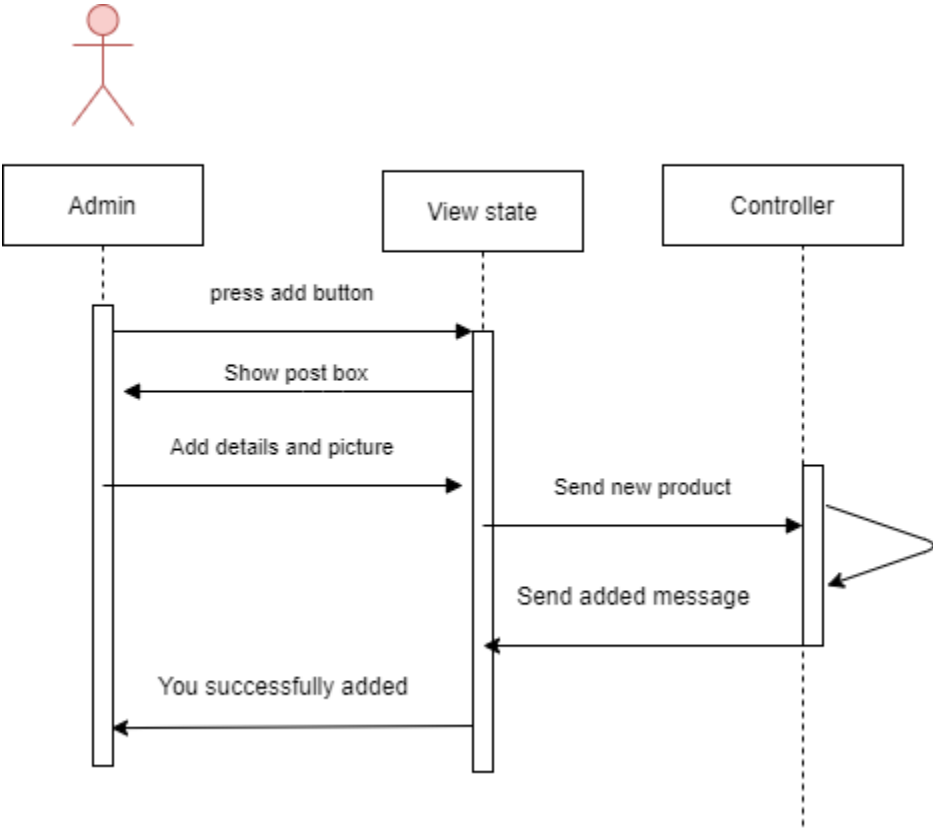 Admin
View state
Controller
press add button
Show post box
Add details and picture
Send new product
Send added message
You successfully added